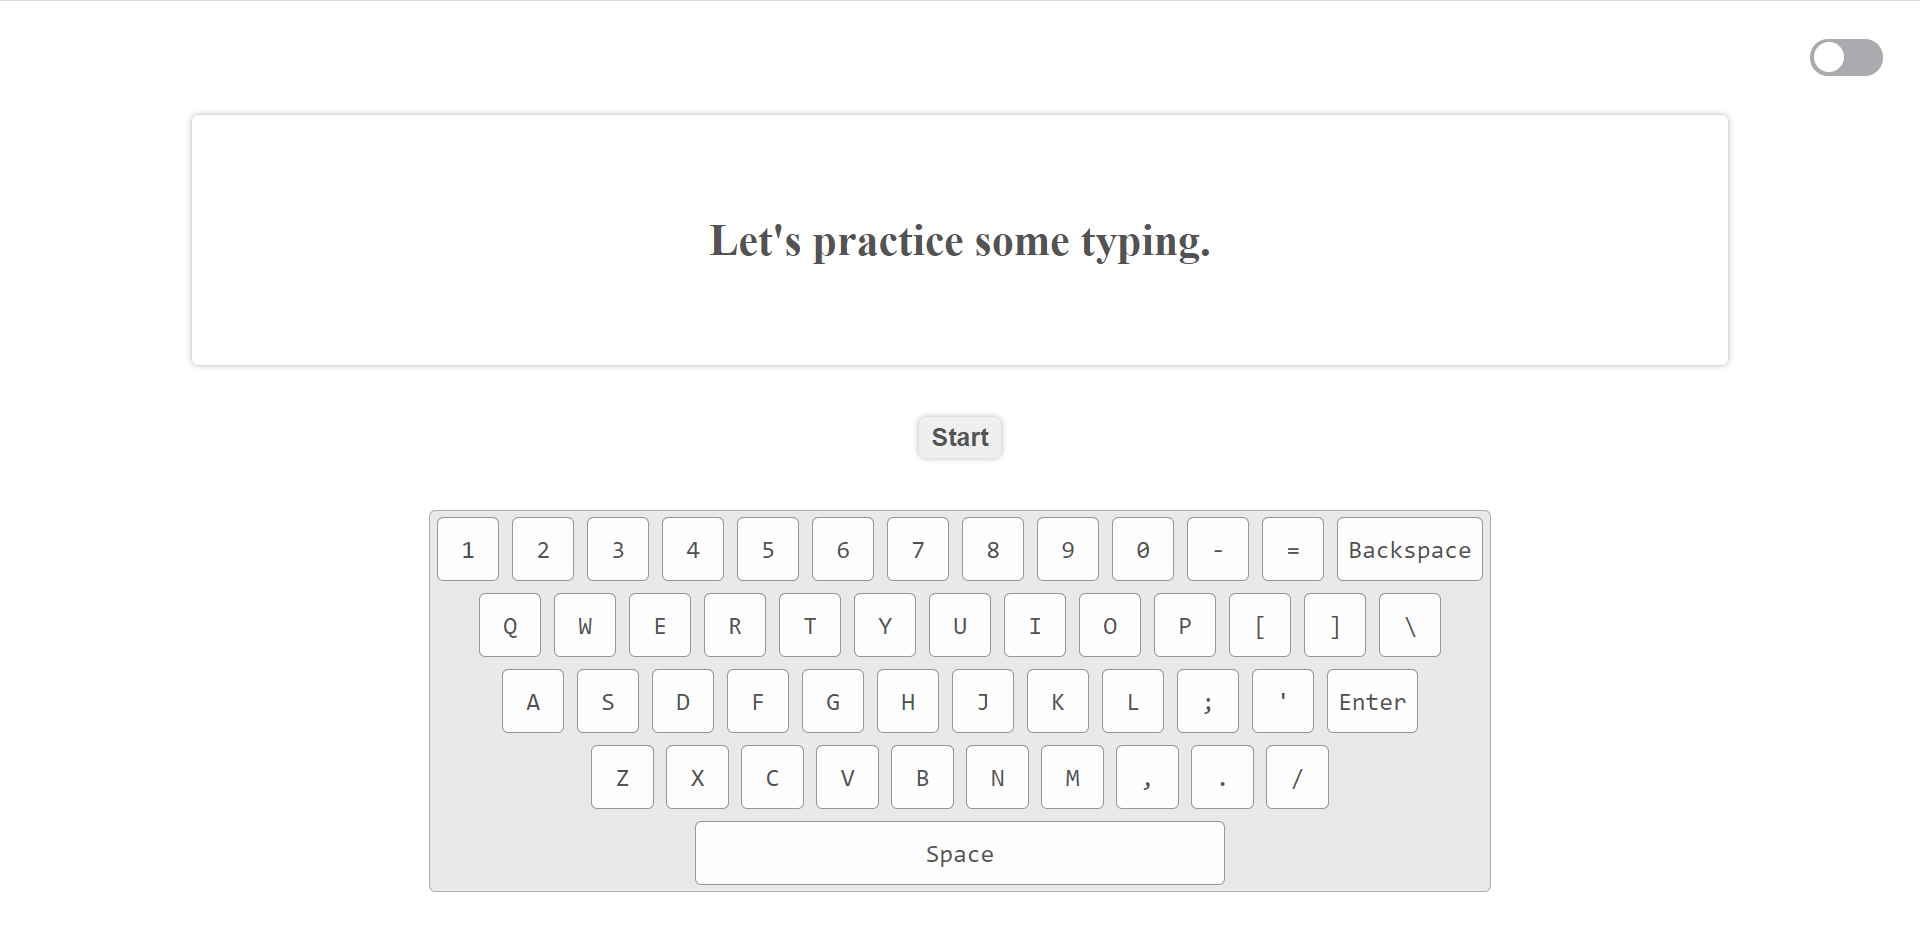 Let's practice some typing.
Start
1 2 3 4 5 6 7 8 9 0 - = Backspace
Q W E R T Y U I O P [ ] \
A S D F G H J K L ; ' Enter
Z X C V B N M , . /
Space